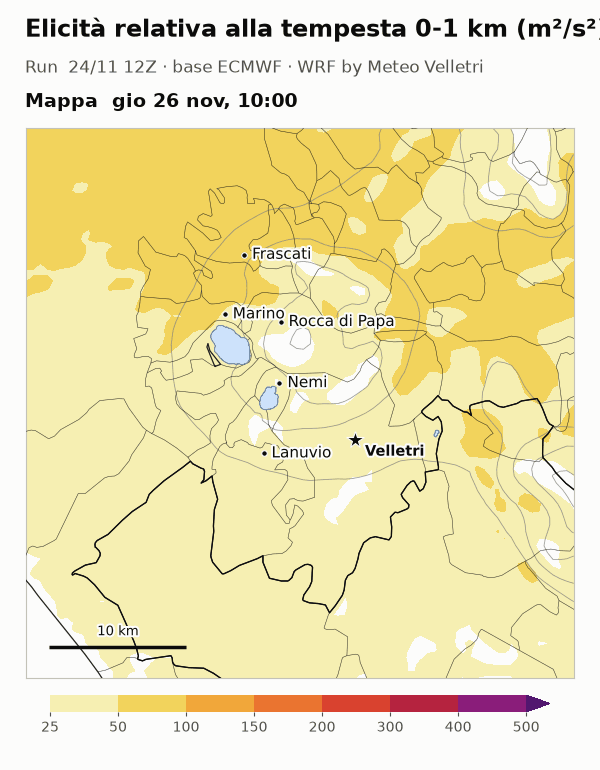 Elicità relativa alla tempesta 0-1 km (m²/s²)
Run  24/11 12Z · base ECMWF · WRF by Meteo Velletri
Mappa  gio 26 nov, 10:00
Frascati
Marino
Rocca di Papa
Nemi
Velletri
Lanuvio
10 km
25 50 100 150 200 300 400 500